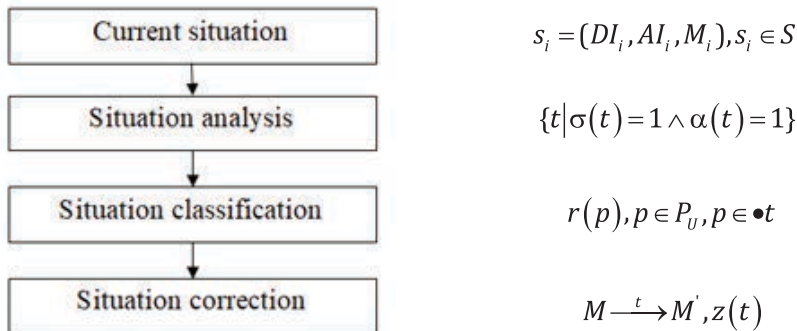 Current situation
s_i = (DI_i, AI_i, M_i), s_i ∈ S
Situation analysis
{t|σ(t) = 1 ∧ α(t) = 1}
Situation classification
r(p), p ∈ P_U, p ∈ •t
Situation correction
M —t→ M', z(t)